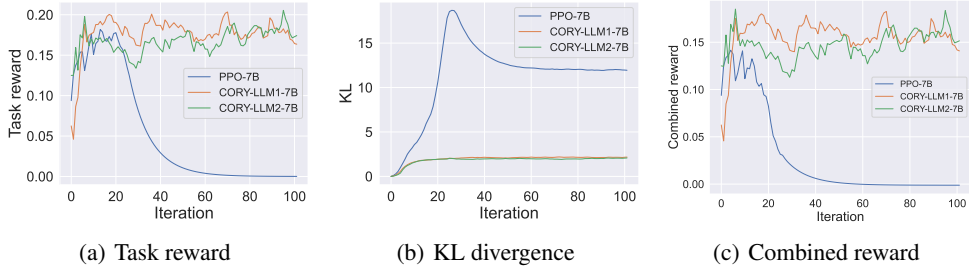 0.20
0.15
0.10
0.05
0.00
Task reward
PPO-7B
CORY-LLM1-7B
CORY-LLM2-7B
0 20 40 60 80 100
Iteration
(a) Task reward
15
10
5
0
KL
PPO-7B
CORY-LLM1-7B
CORY-LLM2-7B
0 20 40 60 80 100
Iteration
(b) KL divergence
0.15
0.10
0.05
0.00
Combined reward
PPO-7B
CORY-LLM1-7B
CORY-LLM2-7B
0 20 40 60 80 100
Iteration
(c) Combined reward